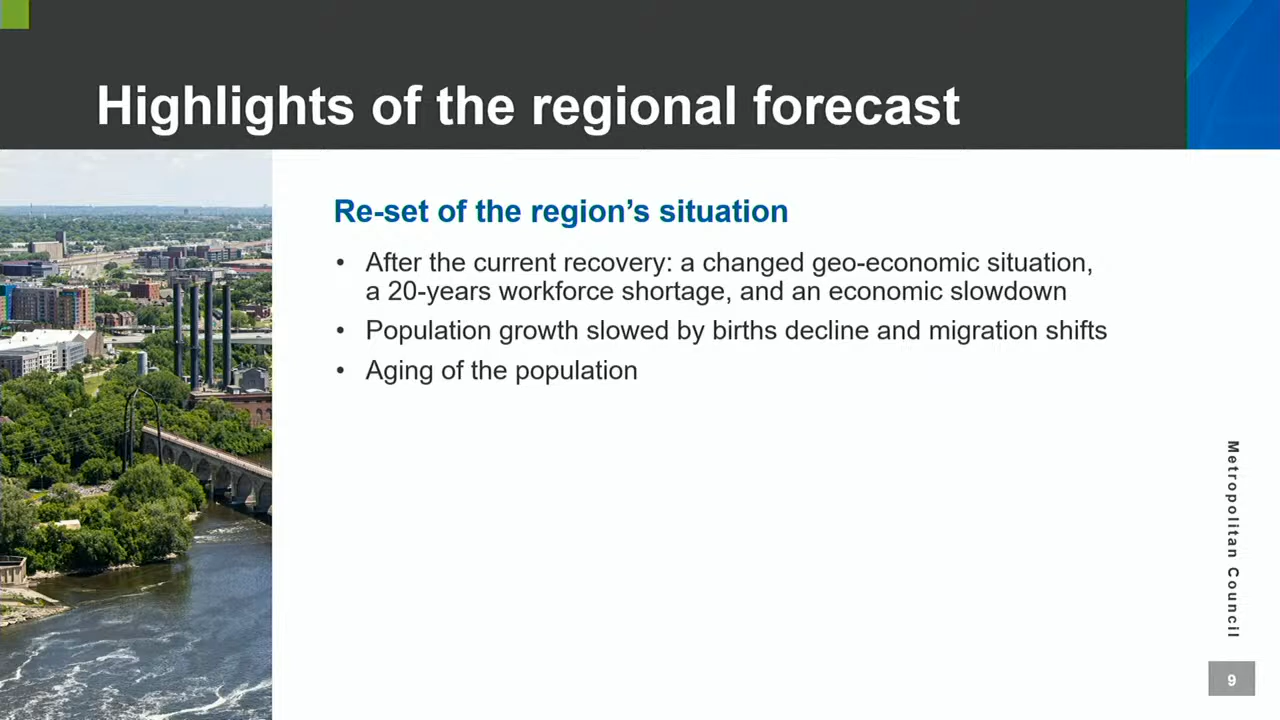 Highlights of the regional forecast
Re-set of the region’s situation
• After the current recovery: a changed geo-economic situation,
a 20-years workforce shortage, and an economic slowdown
• Population growth slowed by births decline and migration shifts
• Aging of the population
Metropolitan Council
9